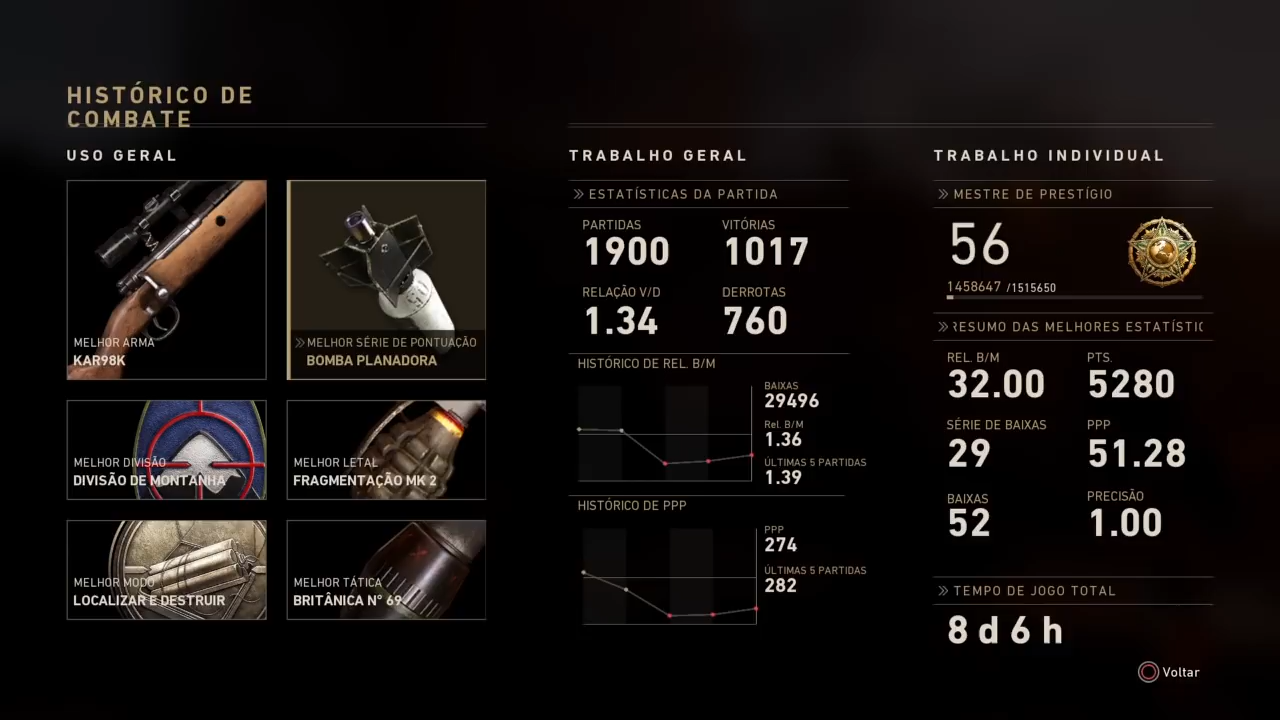 HISTÓRICO DE
COMBATE
USO GERAL
MELHOR ARMA
KAR98K
MELHOR SÉRIE DE PONTUAÇÃO
BOMBA PLANADORA
MELHOR DIVISÃO
DIVISÃO DE MONTANHA
MELHOR LETAL
FRAGMENTAÇÃO MK 2
MELHOR MODO
LOCALIZAR E DESTRUIR
MELHOR TÁTICA
BRITÂNICA Nº 69
TRABALHO GERAL
ESTATÍSTICAS DA PARTIDA
PARTIDAS
1900
VITÓRIAS
1017
RELAÇÃO V/D
1.34
DERROTAS
760
HISTÓRICO DE REL. B/M
BAIXAS
29496
Rel. B/M
1.36
ÚLTIMAS 5 PARTIDAS
1.39
HISTÓRICO DE PPP
PPP
274
ÚLTIMAS 5 PARTIDAS
282
TRABALHO INDIVIDUAL
MESTRE DE PRESTÍGIO
56
1458647 /1515650
RESUMO DAS MELHORES ESTATÍSTIC
REL. B/M
32.00
PTS.
5280
SÉRIE DE BAIXAS
29
PPP
51.28
BAIXAS
52
PRECISÃO
1.00
TEMPO DE JOGO TOTAL
8 d 6 h
Voltar